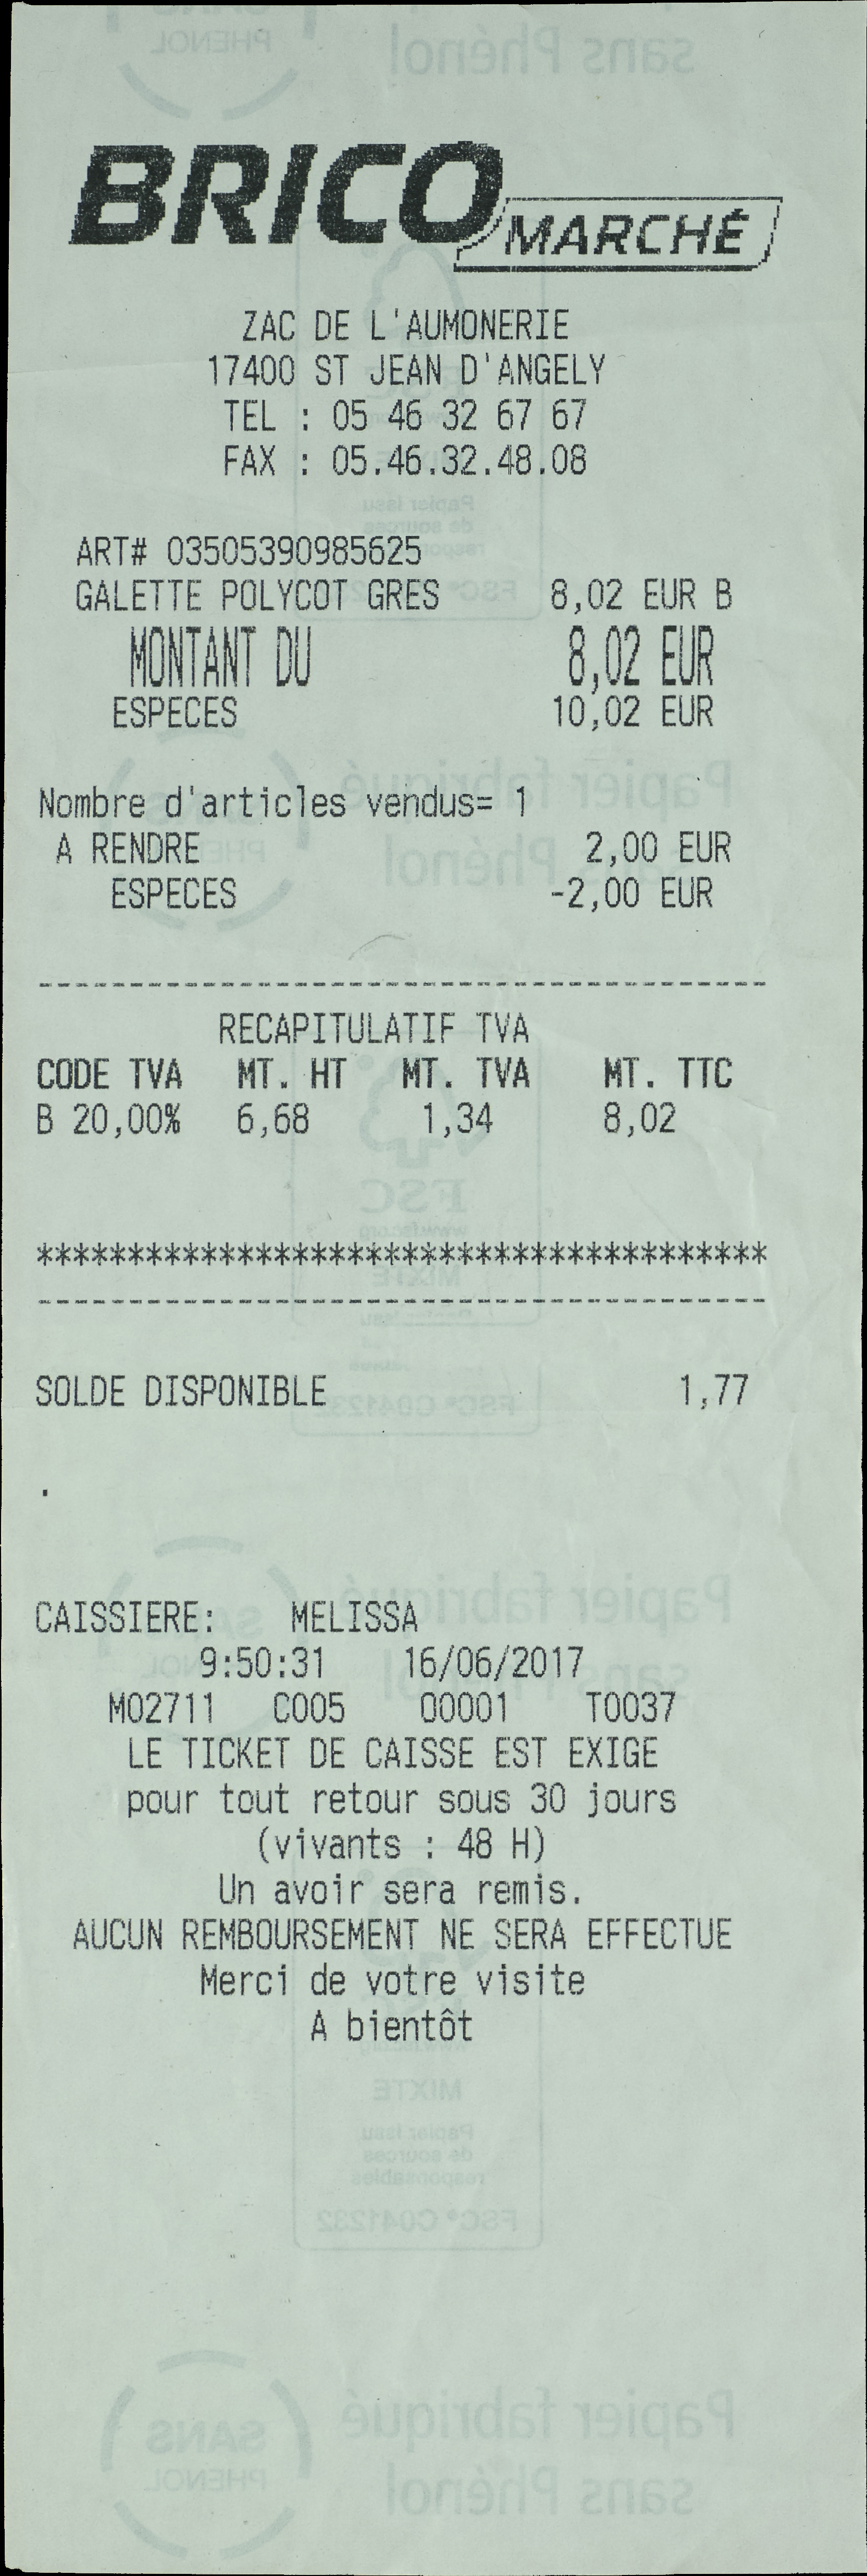 BRICO MARCHÉ
ZAC DE L'AUMONERIE
17400 ST JEAN D'ANGELY
TEL : 05 46 32 67 67
FAX : 05.46.32.48.08
ART# 03505390985625
GALETTE POLYCOT GRES 8,02 EUR B
MONTANT DU 8,02 EUR
ESPECES 10,02 EUR
Nombre d'articles vendus= 1
A RENDRE 2,00 EUR
ESPECES -2,00 EUR
----------------------------------------
RECAPITULATIF TVA
CODE TVA MT. HT MT. TVA MT. TTC
B 20,00% 6,68 1,34 8,02
****************************************
----------------------------------------
SOLDE DISPONIBLE 1,77
.
CAISSIERE: MELISSA
9:50:31 16/06/2017
M02711 C005 00001 T0037
LE TICKET DE CAISSE EST EXIGE
pour tout retour sous 30 jours
(vivants : 48 H)
Un avoir sera remis.
AUCUN REMBOURSEMENT NE SERA EFFECTUE
Merci de votre visite
A bientôt